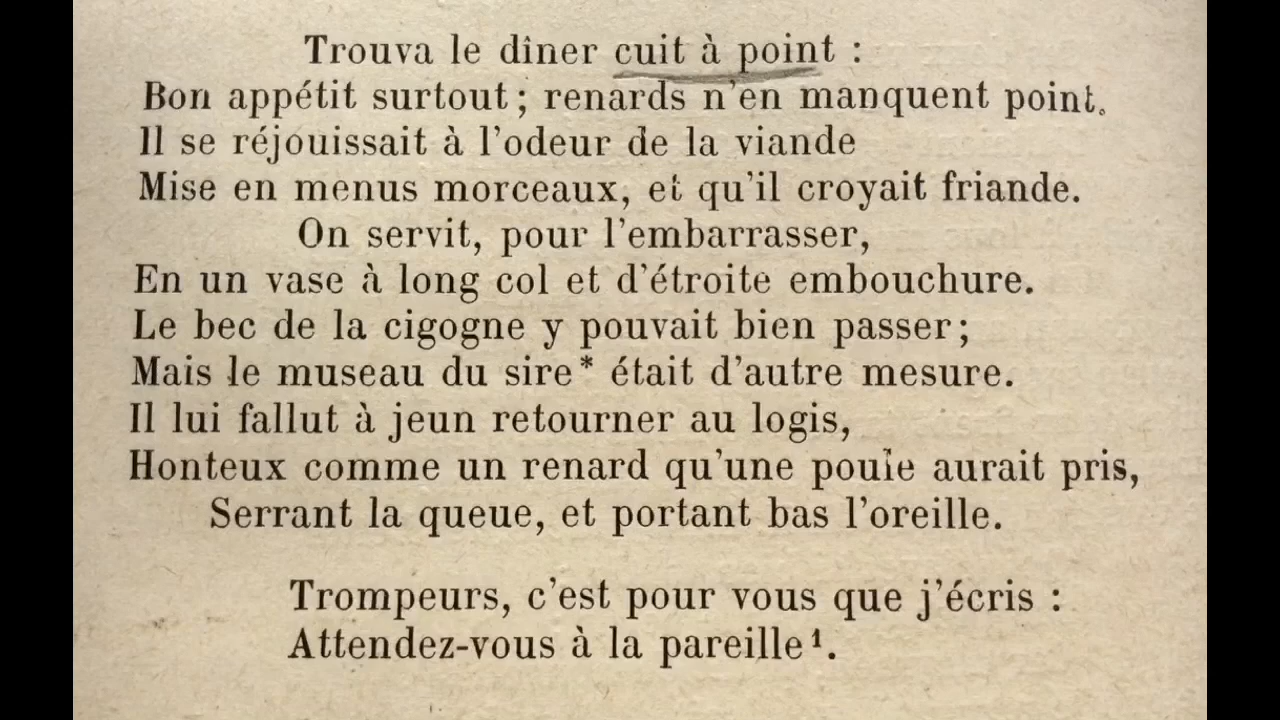 Trouva le dîner cuit à point :
Bon appétit surtout ; renards n'en manquent point.
Il se réjouissait à l'odeur de la viande
Mise en menus morceaux, et qu'il croyait friande.
On servit, pour l'embarrasser,
En un vase à long col et d'étroite embouchure.
Le bec de la cigogne y pouvait bien passer ;
Mais le museau du sire* était d'autre mesure.
Il lui fallut à jeun retourner au logis,
Honteux comme un renard qu'une poule aurait pris,
Serrant la queue, et portant bas l'oreille.
Trompeurs, c'est pour vous que j'écris :
Attendez-vous à la pareille¹.